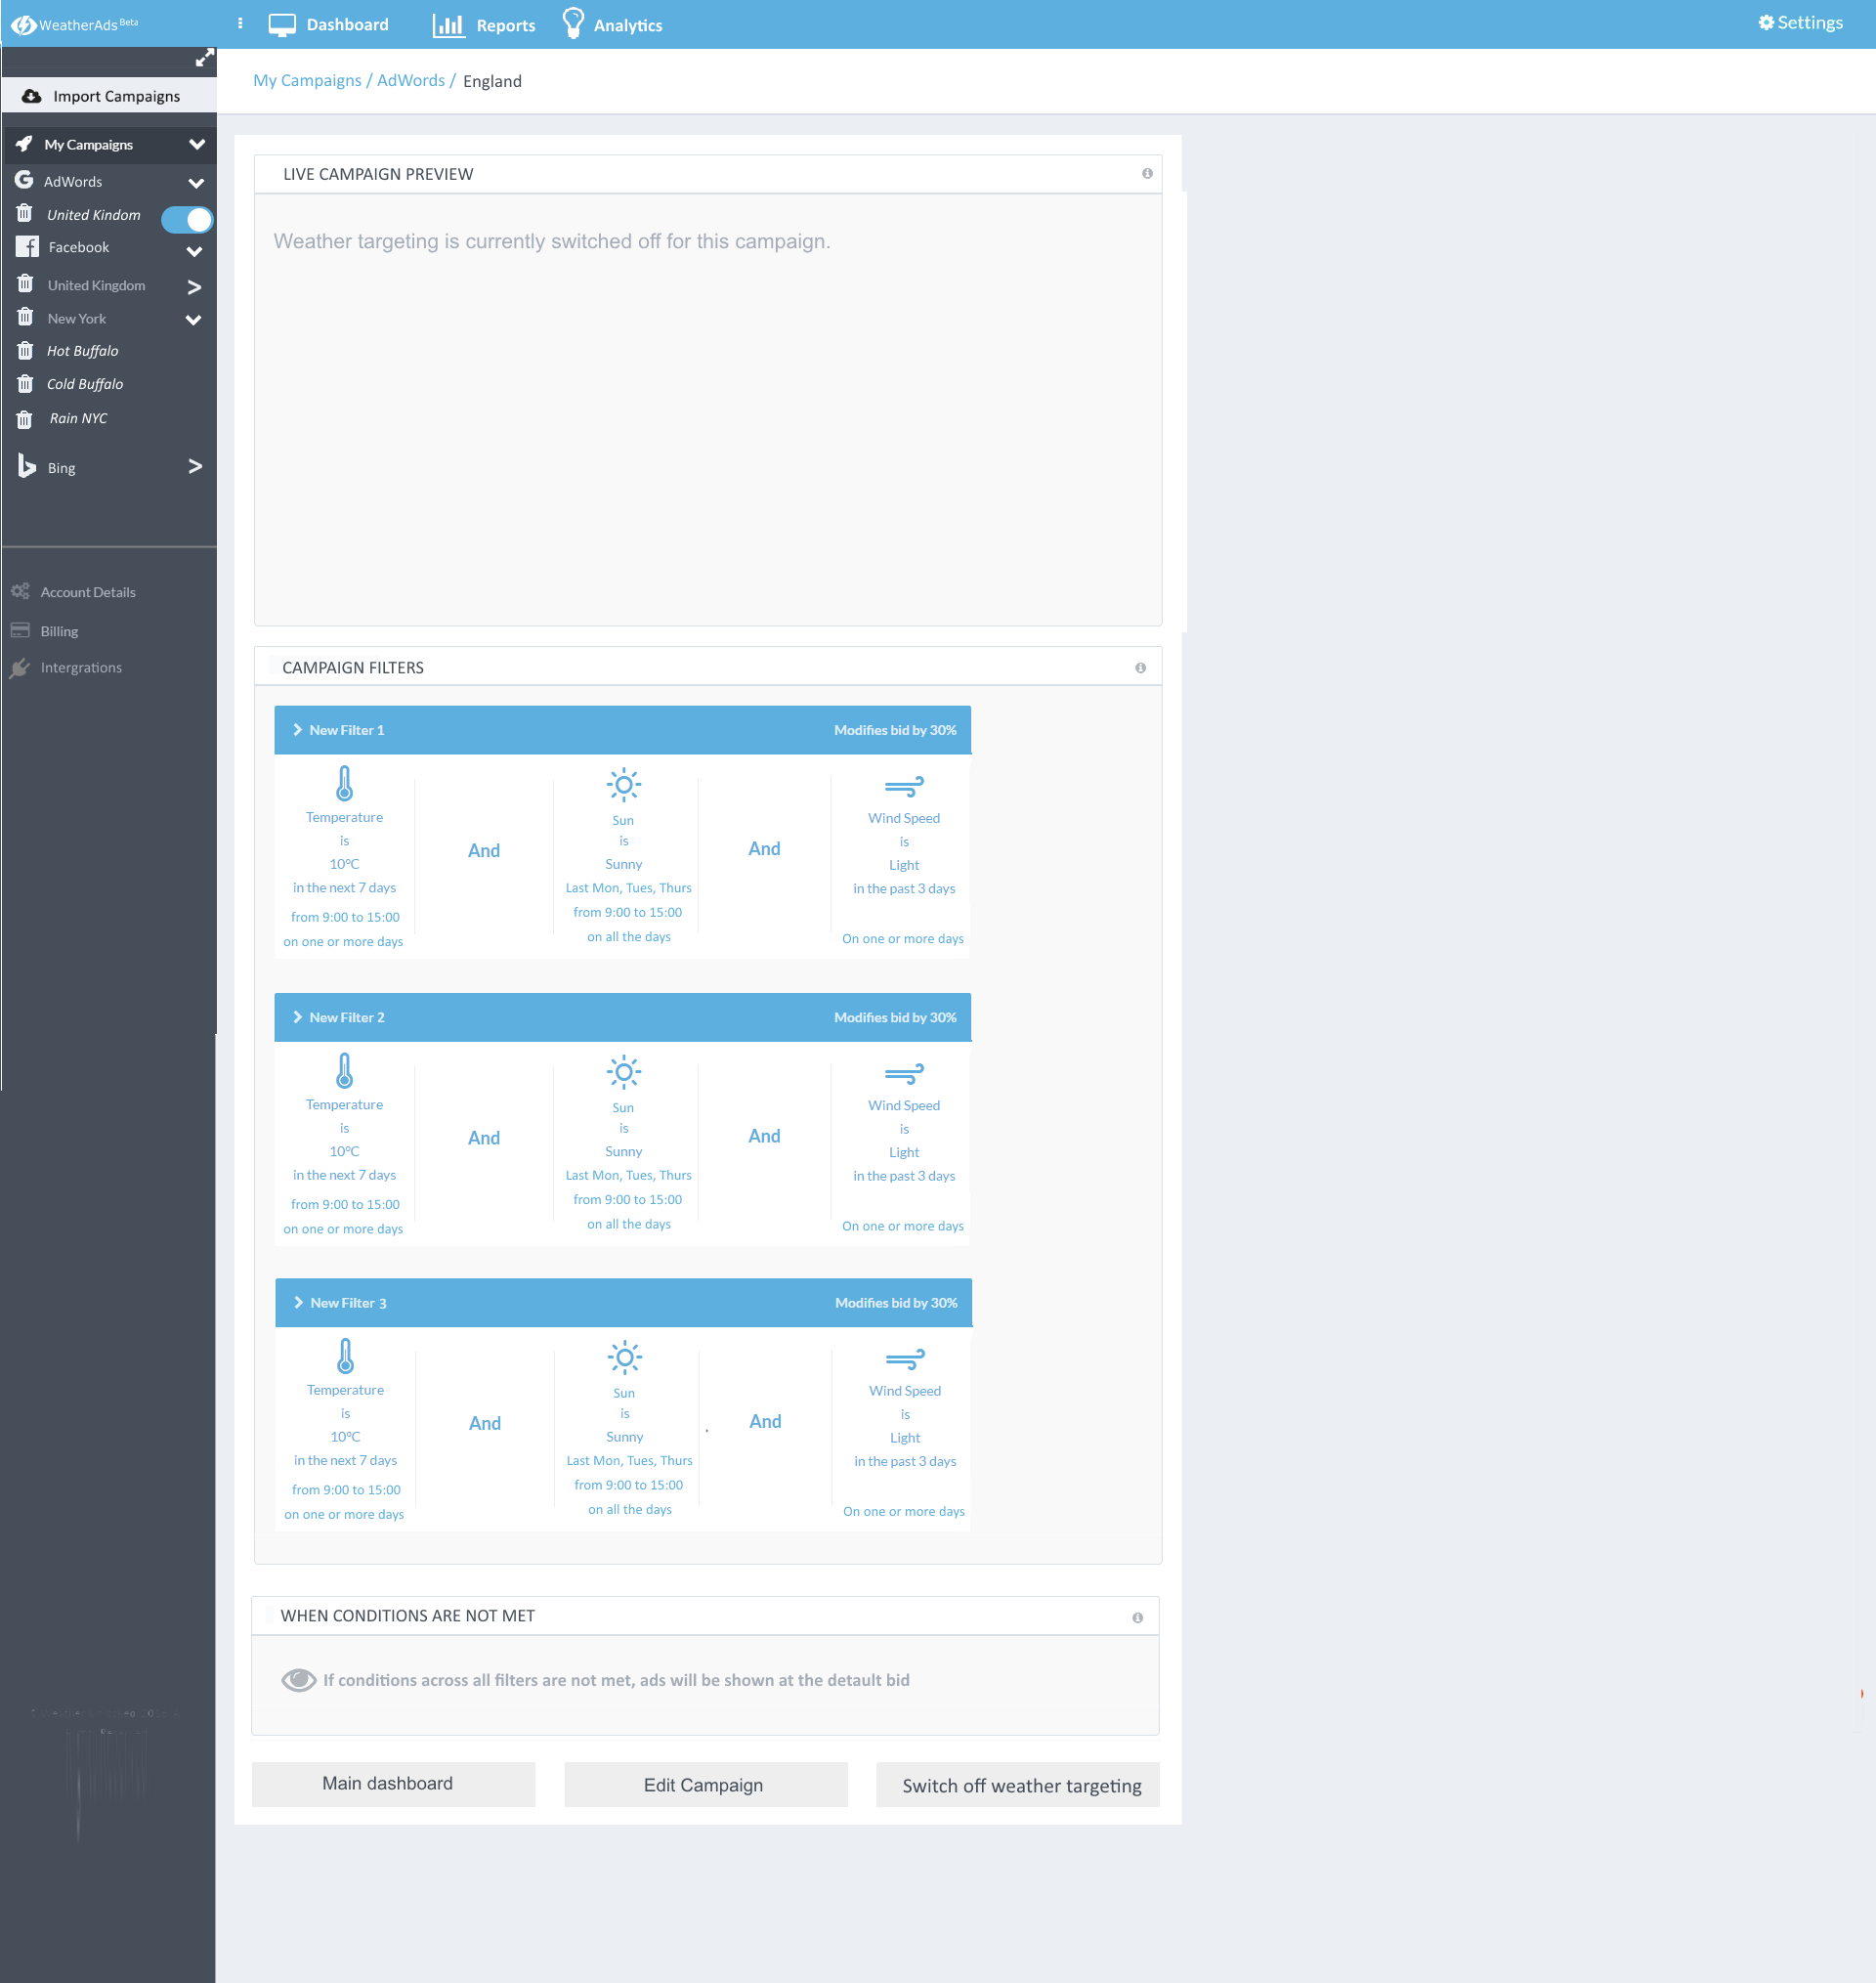 WeatherAds Beta
Dashboard
Reports
Analytics
Settings
My Campaigns / AdWords / England
Import Campaigns
My Campaigns
AdWords
United Kindom
Facebook
United Kingdom
New York
Hot Buffalo
Cold Buffalo
Rain NYC
Bing
Account Details
Billing
Intergrations
LIVE CAMPAIGN PREVIEW
Weather targeting is currently switched off for this campaign.
CAMPAIGN FILTERS
New Filter 1
Modifies bid by 30%
Temperature
is
10°C
in the next 7 days
from 9:00 to 15:00
on one or more days
And
Sun
is
Sunny
Last Mon, Tues, Thurs
from 9:00 to 15:00
on all the days
And
Wind Speed
is
Light
in the past 3 days
On one or more days
New Filter 2
Modifies bid by 30%
Temperature
is
10°C
in the next 7 days
from 9:00 to 15:00
on one or more days
And
Sun
is
Sunny
Last Mon, Tues, Thurs
from 9:00 to 15:00
on all the days
And
Wind Speed
is
Light
in the past 3 days
On one or more days
New Filter 3
Modifies bid by 30%
Temperature
is
10°C
in the next 7 days
from 9:00 to 15:00
on one or more days
And
Sun
is
Sunny
Last Mon, Tues, Thurs
from 9:00 to 15:00
on all the days
And
Wind Speed
is
Light
in the past 3 days
On one or more days
WHEN CONDITIONS ARE NOT MET
If conditions across all filters are not met, ads will be shown at the detault bid
Main dashboard
Edit Campaign
Switch off weather targeting